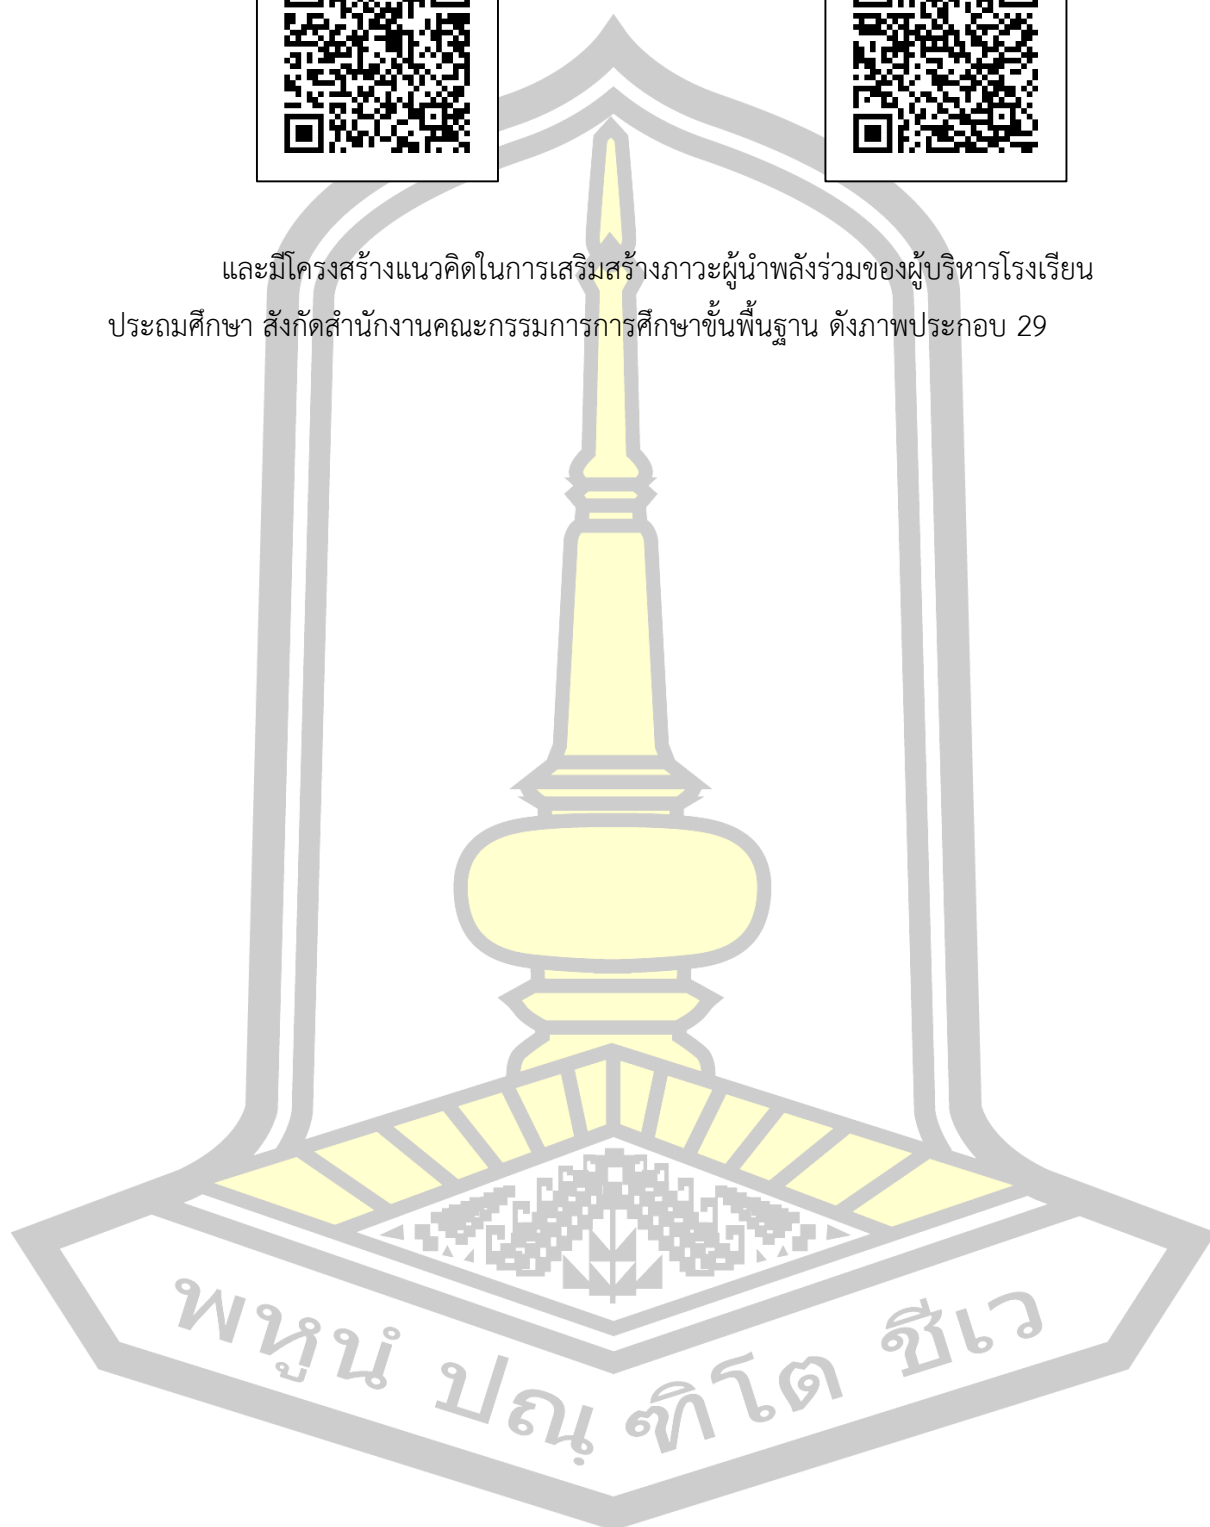 และมีโครงสร้างแนวคิดในการเสริมสร้างภาวะผู้นำพลังร่วมของผู้บริหารโรงเรียน
ประถมศึกษา สังกัดสำนักงานคณะกรรมการการศึกษาขั้นพื้นฐาน ดังภาพประกอบ 29
พหูนํ ปณฺฑิโต ชีเว